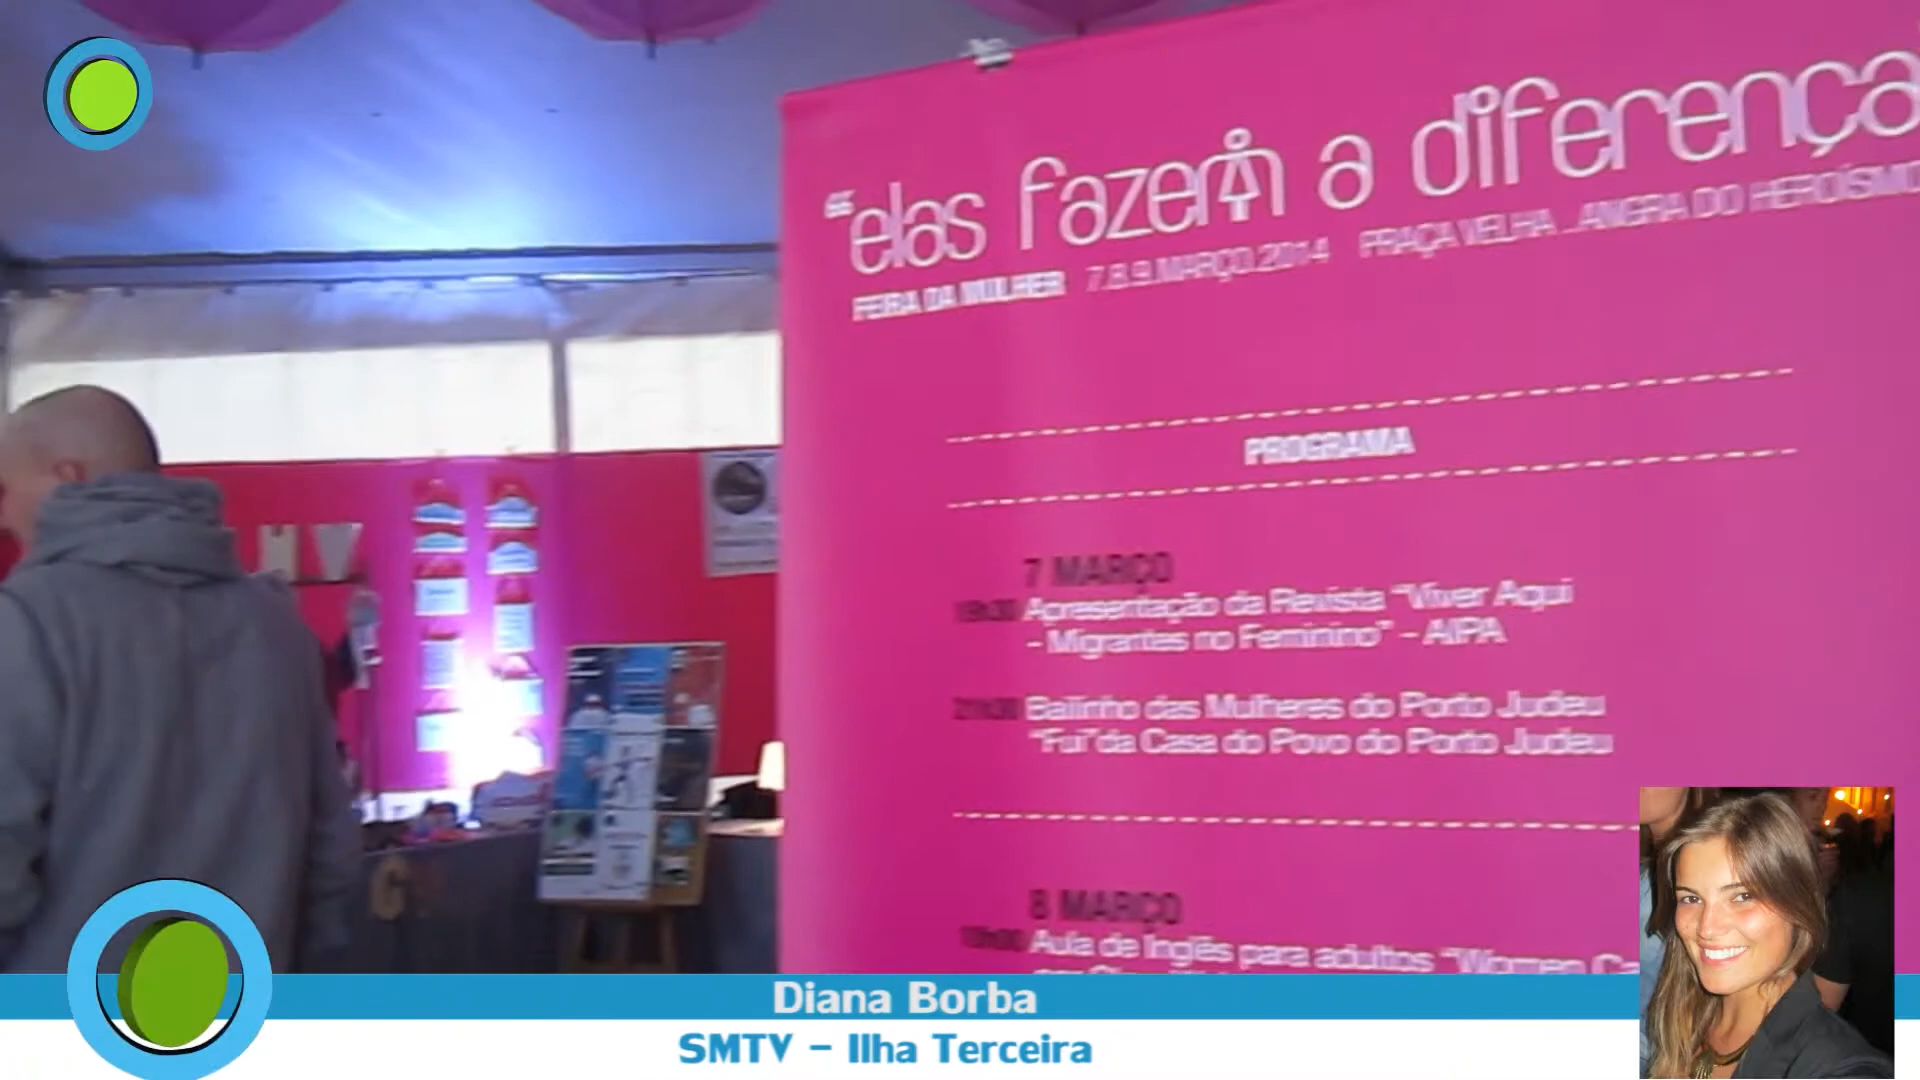 “elas fazem a diferença
FEIRA DA MULHER 7.8.9.MARÇO.2014 PRAÇA VELHA ..ANGRA DO HEROÍSMO
PROGRAMA
7 MARÇO
Apresentação da Revista “Viver Aqui
- Migrantes no Feminino” - AIPA
21h30 Bailinho das Mulheres do Porto Judeu
“Fui”da Casa do Povo do Porto Judeu
8 MARÇO
Aula de Inglês para adultos “Women
Diana Borba
SMTV - Ilha Terceira